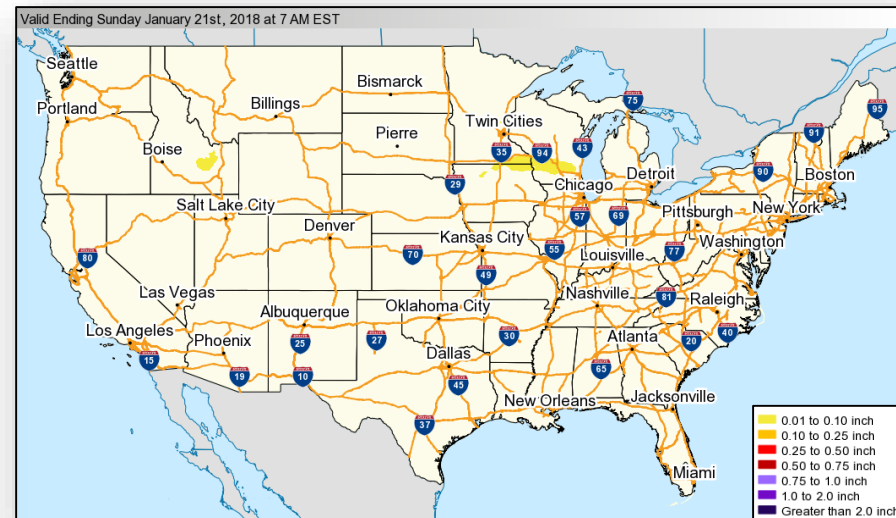 Valid Ending Sunday January 21st, 2018 at 7 AM EST
Seattle
Portland
Boise
Billings
Bismarck
Pierre
Twin Cities
75
95
91
35
94
43
90
Boston
29
Chicago
Detroit
Salt Lake City
Denver
57
69
Pittsburgh
New York
80
70
Kansas City
49
55
Louisville
77
Washington
Las Vegas
Albuquerque
Oklahoma City
Nashville
81
Raleigh
Los Angeles
15
Phoenix
25
27
30
Atlanta
20
40
19
10
Dallas
45
65
New Orleans
Jacksonville
37
Miami
0.01 to 0.10 inch
0.10 to 0.25 inch
0.25 to 0.50 inch
0.50 to 0.75 inch
0.75 to 1.0 inch
1.0 to 2.0 inch
Greater than 2.0 inch